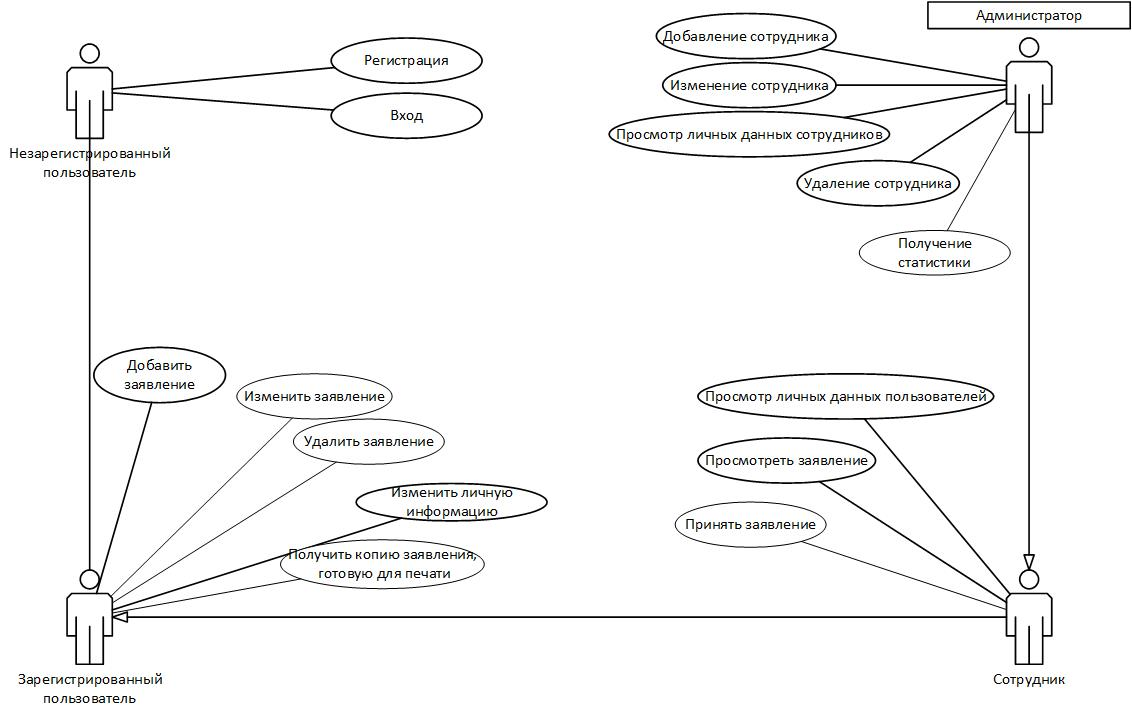 Администратор
Добавление сотрудника
Регистрация
Изменение сотрудника
Вход
Просмотр личных данных сотрудников
Незарегистрированный
пользователь
Удаление сотрудника
Получение
статистики
Добавить
заявление
Изменить заявление
Просмотр личных данных пользователей
Удалить заявление
Просмотреть заявление
Изменить личную
информацию
Принять заявление
Получить копию заявления,
готовую для печати
Зарегистрированный
пользователь
Сотрудник